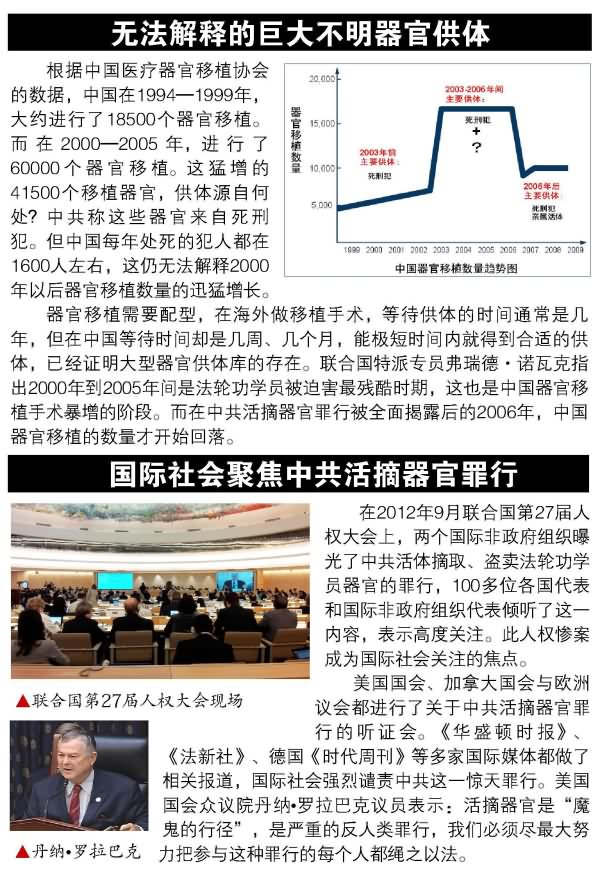 无法解释的巨大不明器官供体
根据中国医疗器官移植协会
的数据，中国在1994—1999年，
大约进行了18500个器官移植。
而在2000—2005年，进行了
60000个器官移植。这猛增的
41500个移植器官，供体源自何
处？中共称这些器官来自死刑
犯。但中国每年处死的犯人都在
1600人左右，这仍无法解释2000
年以后器官移植数量的迅猛增长。
器官移植数量
20,000
15,000
10,000
5,000
2003年前
主要供体：
死刑犯
2003-2006年间
主要供体：
死刑犯
+
？
2006年后
主要供体：
死刑犯
亲属活体
1999 2000 2001 2002 2003 2004 2005 2006 2007 2008 2009
中国器官移植数量趋势图
器官移植需要配型，在海外做移植手术，等待供体的时间通常是几
年，但在中国等待时间却是几周、几个月，能极短时间内就得到合适的供
体，已经证明大型器官供体库的存在。联合国特派专员弗瑞德·诺瓦克指
出2000年到2005年间是法轮功学员被迫害最残酷时期，这也是中国器官移
植手术暴增的阶段。而在中共活摘器官罪行被全面揭露后的2006年，中国
器官移植的数量才开始回落。
国际社会聚焦中共活摘器官罪行
在2012年9月联合国第27届人
权大会上，两个国际非政府组织曝
光了中共活体摘取、盗卖法轮功学
员器官的罪行，100多位各国代表
和国际非政府组织代表倾听了这一
内容，表示高度关注。此人权惨案
成为国际社会关注的焦点。
▲联合国第27届人权大会现场
美国国会、加拿大国会与欧洲
议会都进行了关于中共活摘器官罪
行的听证会。《华盛顿时报》、
《法新社》、德国《时代周刊》等多家国际媒体都做了
相关报道，国际社会强烈谴责中共这一惊天罪行。美国
国会众议院丹纳•罗拉巴克议员表示：活摘器官是“魔
鬼的行径”，是严重的反人类罪行，我们必须尽最大努
力把参与这种罪行的每个人都绳之以法。
▲丹纳•罗拉巴克